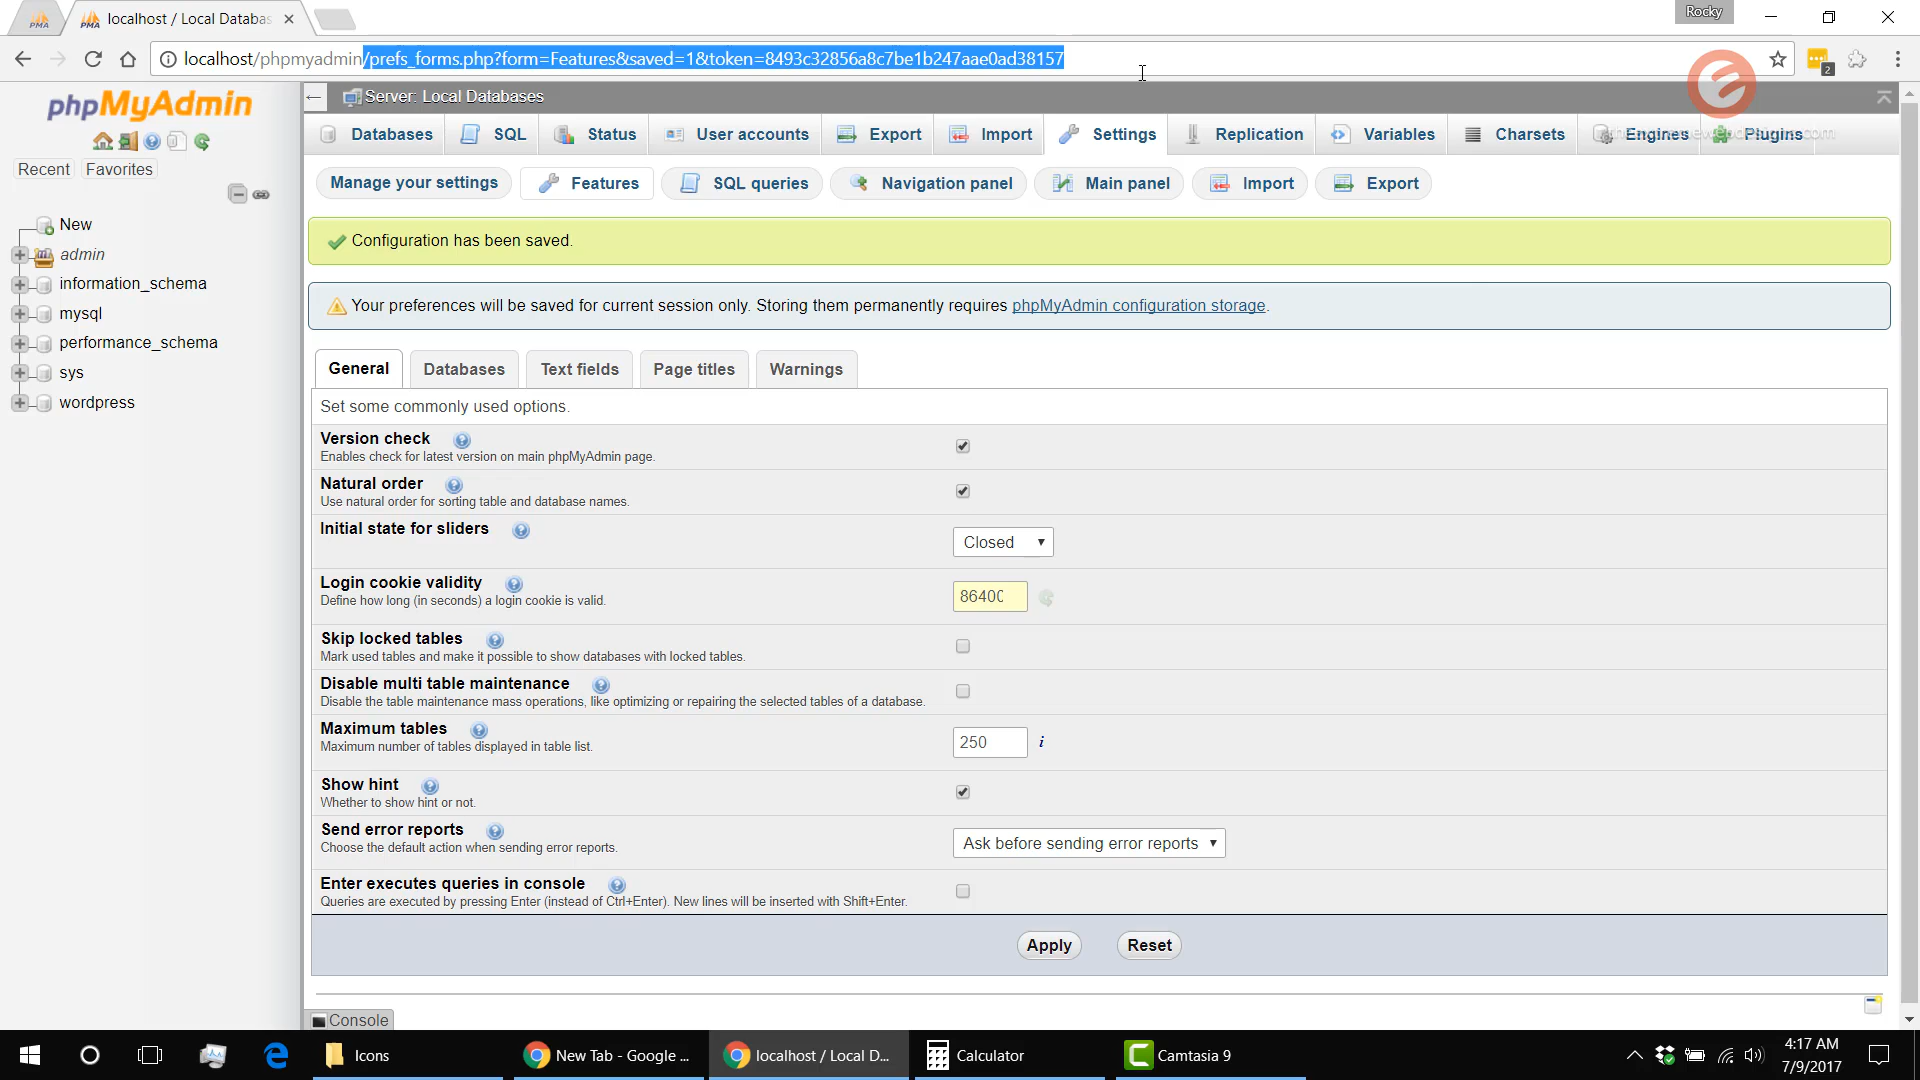 PMA
PMA localhost / Local Databas
Rocky
localhost/phpmyadmin/prefs_forms.php?form=Features&saved=1&token=8493c32856a8c7be1b247aae0ad38157
2
phpMyAdmin
Server: Local Databases
Databases SQL Status User accounts Export Import Settings Replication Variables Charsets Engines Plugins
Recent Favorites
Manage your settings Features SQL queries Navigation panel Main panel Import Export
New
admin
information_schema
mysql
performance_schema
sys
wordpress
Configuration has been saved.
Your preferences will be saved for current session only. Storing them permanently requires phpMyAdmin configuration storage.
General Databases Text fields Page titles Warnings
Set some commonly used options.
Version check
Enables check for latest version on main phpMyAdmin page.
Natural order
Use natural order for sorting table and database names.
Initial state for sliders
Closed
Login cookie validity
Define how long (in seconds) a login cookie is valid.
86400
Skip locked tables
Mark used tables and make it possible to show databases with locked tables.
Disable multi table maintenance
Disable the table maintenance mass operations, like optimizing or repairing the selected tables of a database.
Maximum tables
Maximum number of tables displayed in table list.
250 i
Show hint
Whether to show hint or not.
Send error reports
Choose the default action when sending error reports.
Ask before sending error reports
Enter executes queries in console
Queries are executed by pressing Enter (instead of Ctrl+Enter). New lines will be inserted with Shift+Enter.
Apply Reset
Console
Icons
New Tab - Google ...
localhost / Local D...
Calculator
Camtasia 9
4:17 AM
7/9/2017